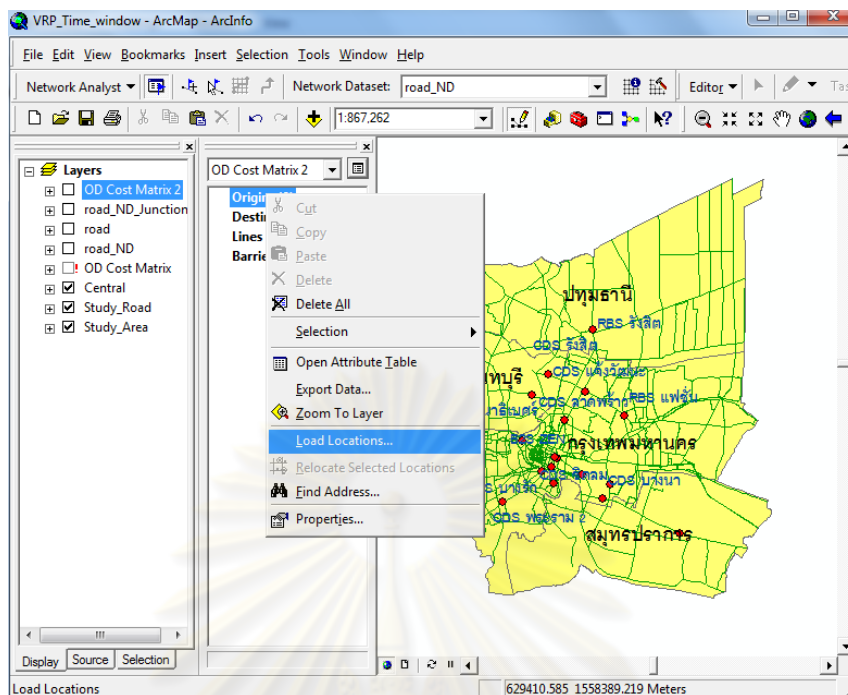 VRP_Time_window - ArcMap - ArcInfo
File Edit View Bookmarks Insert Selection Tools Window Help
Network Analyst Network Dataset: road_ND Editor Tas
1:867,262
Layers
OD Cost Matrix 2
road_ND_Junction
road
road_ND
OD Cost Matrix
Central
Study_Road
Study_Area
Display Source Selection
OD Cost Matrix 2
Lines
Cut
Copy
Paste
Delete
Delete All
Selection
Open Attribute Table
Export Data...
Zoom To Layer
Load Locations...
Relocate Selected Locations
Find Address...
Properties...
ปทุมธานี
RBS รังสิต
CDS รังสิต
CDS แจ้งวัฒนะ
CDS ลาดพร้าว
RBS แฟชั่น
กรุงเทพมหานคร
CDS ชิดลม
CDS บางนา
CDS พระราม 2
สมุทรปราการ
Load Locations
629410.585 1558389.219 Meters